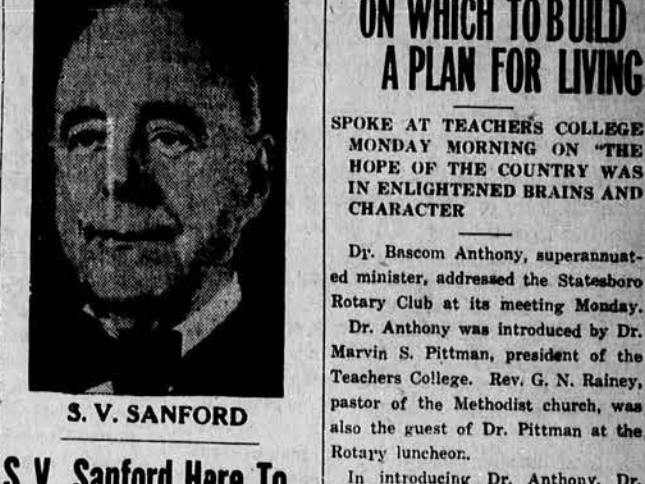 S. V. SANFORD
S. V. Sanford Here To
ON WHICH TO BUILD
A PLAN FOR LIVING
SPOKE AT TEACHERS COLLEGE
MONDAY MORNING ON "THE
HOPE OF THE COUNTRY WAS
IN ENLIGHTENED BRAINS AND
CHARACTER
Dr. Bascom Anthony, superannuat-
ed minister, addressed the Statesboro
Rotary Club at its meeting Monday.
Dr. Anthony was introduced by Dr.
Marvin S. Pittman, president of the
Teachers College. Rev. G. N. Rainey,
pastor of the Methodist church, was
also the guest of Dr. Pittman at the
Rotary luncheon.
In introducing Dr. Anthony, Dr.